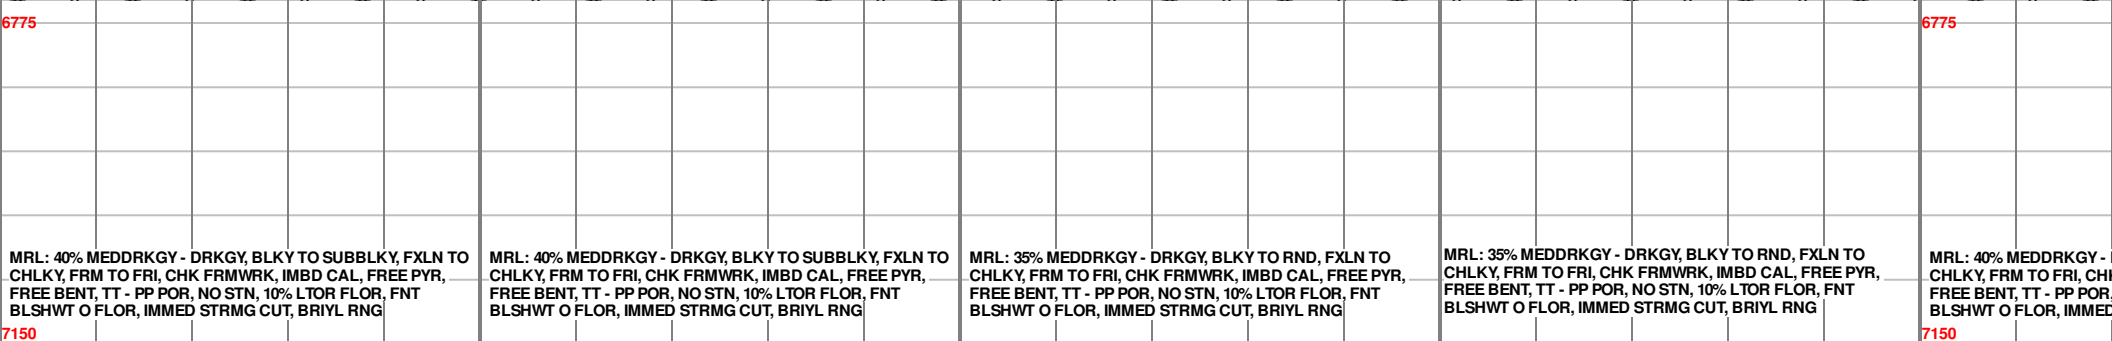 6775
6775
MRL: 40% MEDDRKGY - DRKGY, BLKY TO SUBBLKY, FXLN TO
CHLKY, FRM TO FRI, CHK FRMWRK, IMBD CAL, FREE PYR,
FREE BENT, TT - PP POR, NO STN, 10% LTOR FLOR, FNT
BLSHWT O FLOR, IMMED STRMG CUT, BRIYL RNG
MRL: 40% MEDDRKGY - DRKGY, BLKY TO SUBBLKY, FXLN TO
CHLKY, FRM TO FRI, CHK FRMWRK, IMBD CAL, FREE PYR,
FREE BENT, TT - PP POR, NO STN, 10% LTOR FLOR, FNT
BLSHWT O FLOR, IMMED STRMG CUT, BRIYL RNG
MRL: 35% MEDDRKGY - DRKGY, BLKY TO RND, FXLN TO
CHLKY, FRM TO FRI, CHK FRMWRK, IMBD CAL, FREE PYR,
FREE BENT, TT - PP POR, NO STN, 10% LTOR FLOR, FNT
BLSHWT O FLOR, IMMED STRMG CUT, BRIYL RNG
MRL: 35% MEDDRKGY - DRKGY, BLKY TO RND, FXLN TO
CHLKY, FRM TO FRI, CHK FRMWRK, IMBD CAL, FREE PYR,
FREE BENT, TT - PP POR, NO STN, 10% LTOR FLOR, FNT
BLSHWT O FLOR, IMMED STRMG CUT, BRIYL RNG
MRL: 40% MEDDRKGY -
CHLKY, FRM TO FRI,
FREE BENT, TT - PP POR,
BLSHWT O FLOR, IMMED
7150
7150